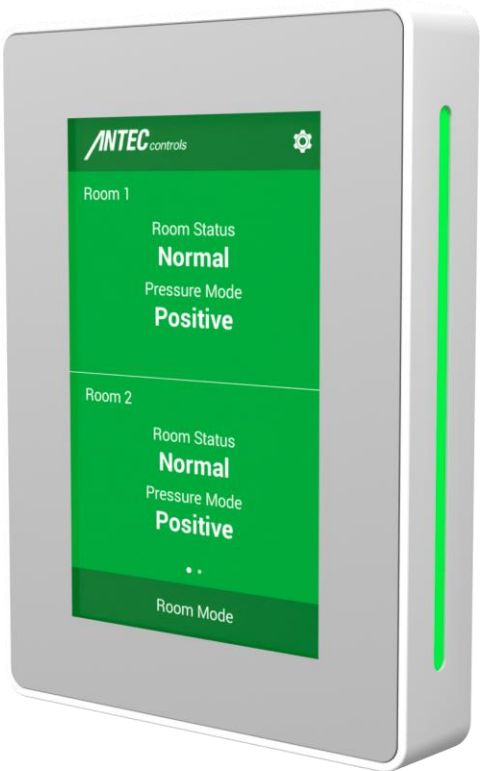 ANTEC controls
Room 1
Room Status
Normal
Pressure Mode
Positive
Room 2
Room Status
Normal
Pressure Mode
Positive
Room Mode